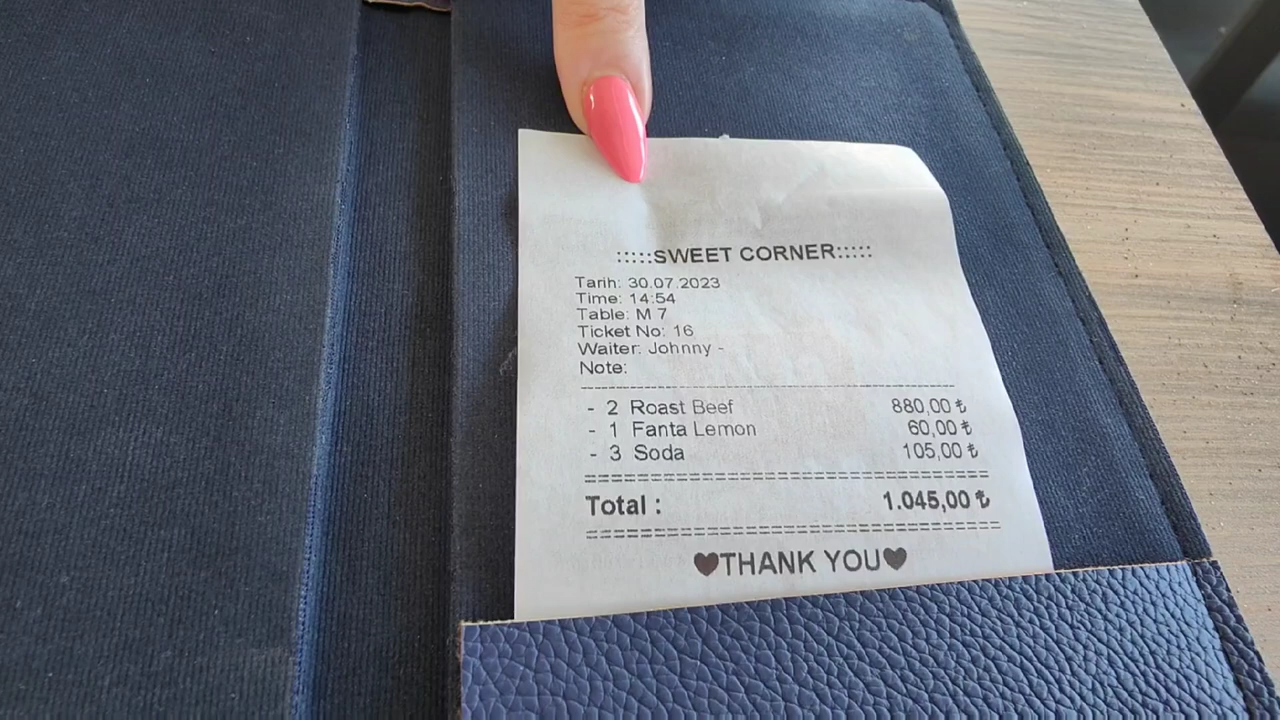 :::::SWEET CORNER:::::
Tarih: 30.07.2023
Time: 14:54
Table: M 7
Ticket No: 16
Waiter: Johnny -
Note:
- 2 Roast Beef 880,00 ₺
- 1 Fanta Lemon 60,00 ₺
- 3 Soda 105,00 ₺
Total : 1.045,00 ₺
♥THANK YOU♥